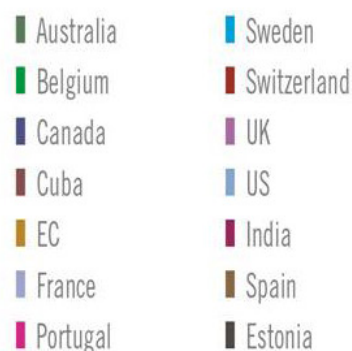 Australia
Belgium
Canada
Cuba
EC
France
Portugal
Sweden
Switzerland
UK
US
India
Spain
Estonia